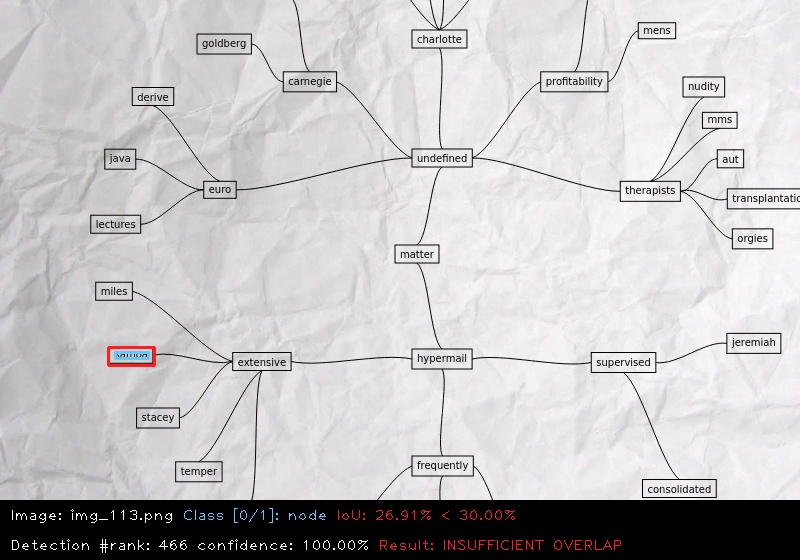 charlotte
mens
goldberg
carnegie
profitability
nudity
derive
mms
java
undefined
aut
euro
therapists
transplantatio
lectures
orgies
matter
miles
jeremiah
extensive
hypermail
supervised
stacey
temper
frequently
consolidated
Image: img_113.png Class [0/1]: node IoU: 26.91% < 30.00%
Detection #rank: 466 confidence: 100.00% Result: INSUFFICIENT OVERLAP